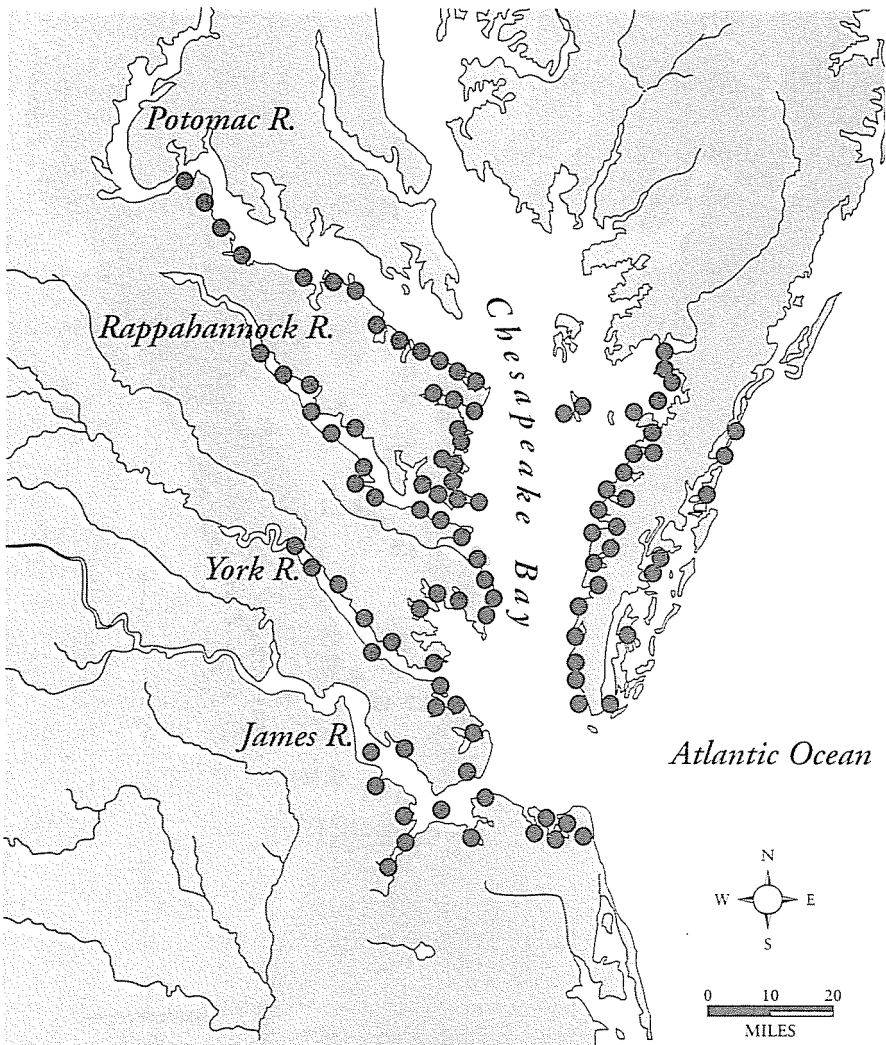 Potomac R.
Rappahannock R.
Chesapeake Bay
York R.
James R.
Atlantic Ocean
N
W E
S
0 10 20
MILES